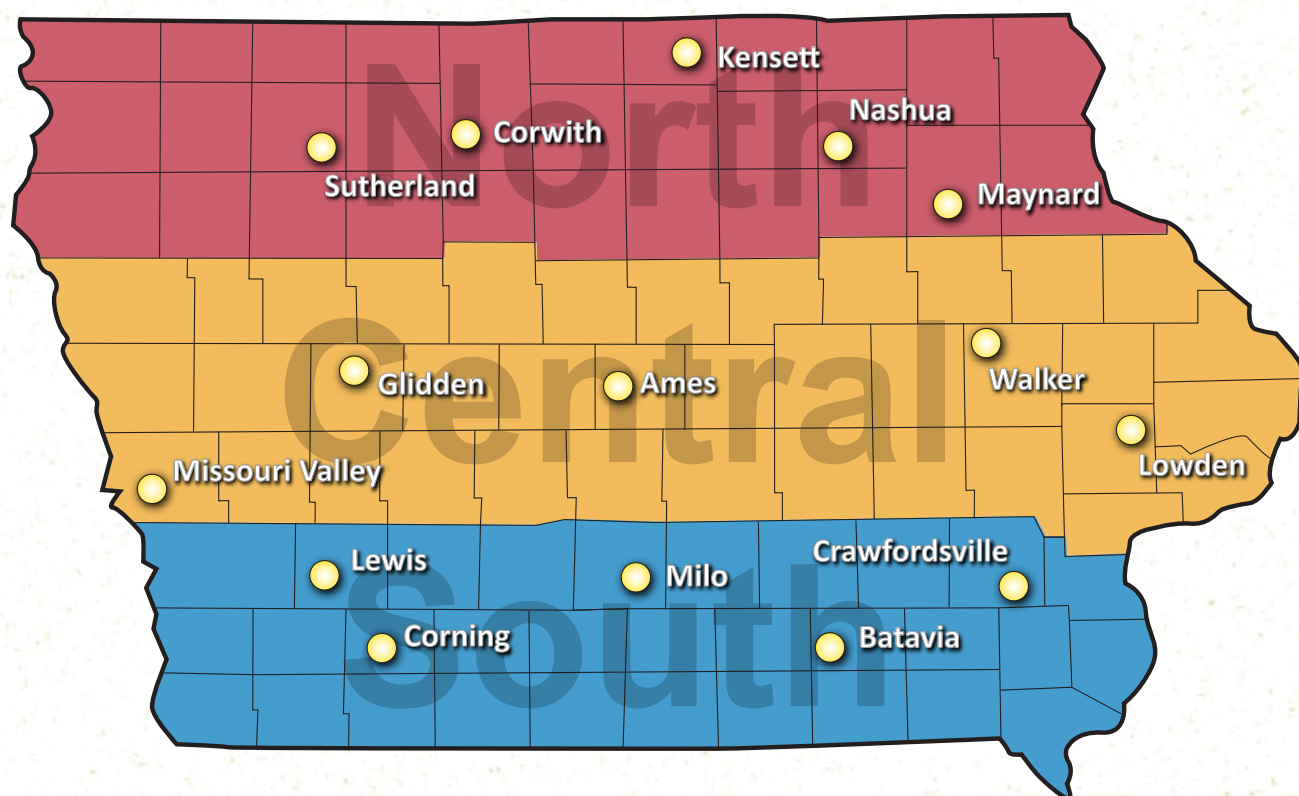 North
Kensett
Nashua
Corwith
Sutherland
Maynard
Central
Walker
Glidden
Ames
Lowden
Missouri Valley
South
Crawfordsville
Lewis
Milo
Corning
Batavia